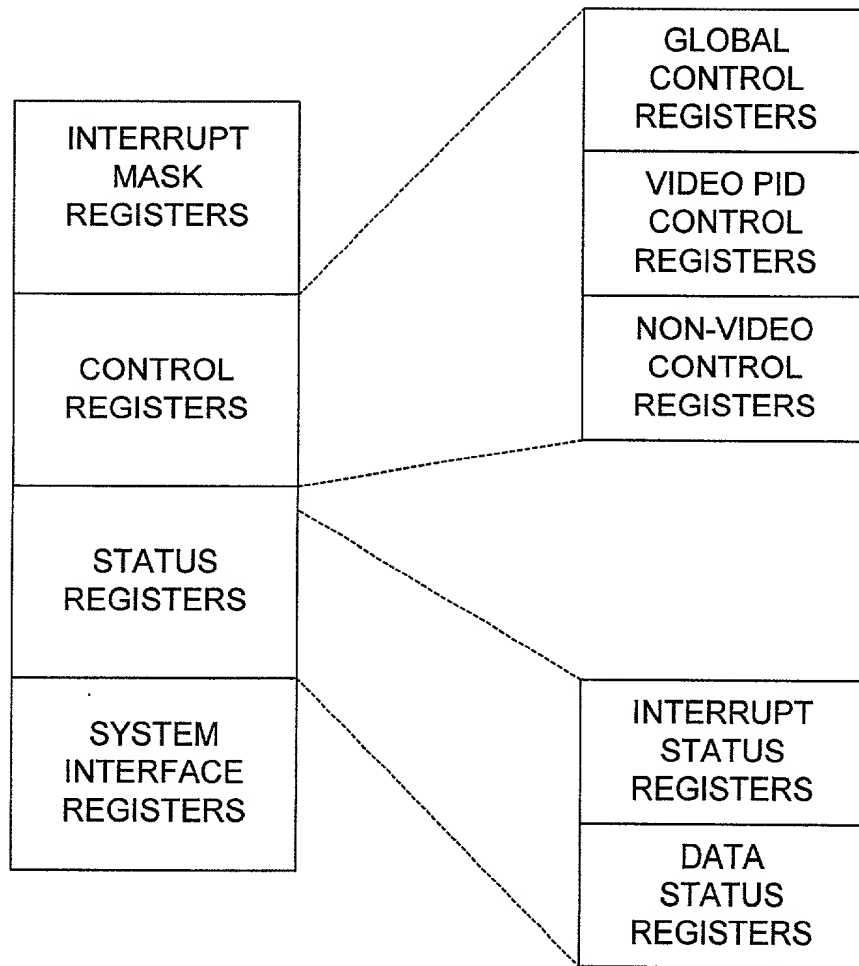 INTERRUPT
MASK
REGISTERS
CONTROL
REGISTERS
STATUS
REGISTERS
SYSTEM
INTERFACE
REGISTERS
GLOBAL
CONTROL
REGISTERS
VIDEO PID
CONTROL
REGISTERS
NON-VIDEO
CONTROL
REGISTERS
INTERRUPT
STATUS
REGISTERS
DATA
STATUS
REGISTERS